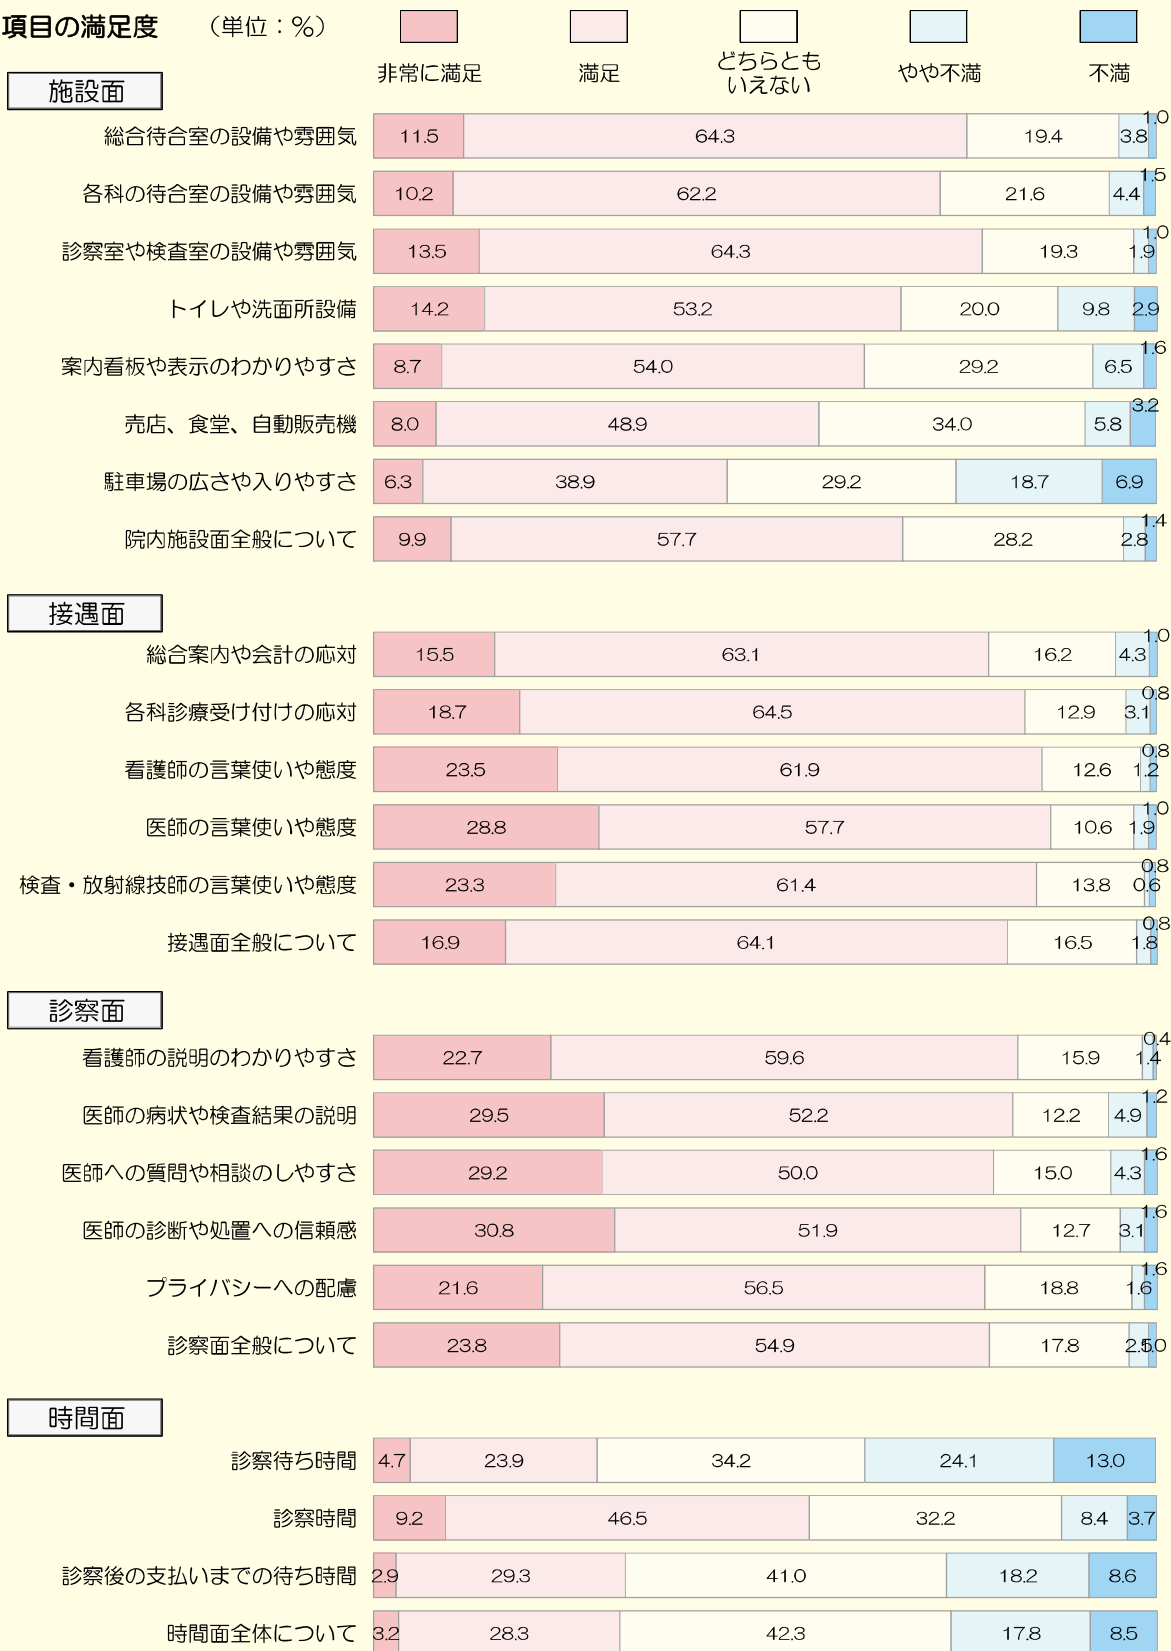 項目の満足度　（単位：％）
非常に満足　満足　どちらとも　やや不満　不満
いえない
施設面
総合待合室の設備や雰囲気 11.5 64.3 19.4 3.8 1.0
各科の待合室の設備や雰囲気 10.2 62.2 21.6 4.4 1.5
診察室や検査室の設備や雰囲気 13.5 64.3 19.3 1.9 1.0
トイレや洗面所設備 14.2 53.2 20.0 9.8 2.9
案内看板や表示のわかりやすさ 8.7 54.0 29.2 6.5 1.6
売店、食堂、自動販売機 8.0 48.9 34.0 5.8 3.2
駐車場の広さや入りやすさ 6.3 38.9 29.2 18.7 6.9
院内施設面全般について 9.9 57.7 28.2 2.8 1.4
接遇面
総合案内や会計の応対 15.5 63.1 16.2 4.3 1.0
各科診療受け付けの応対 18.7 64.5 12.9 3.1 0.8
看護師の言葉使いや態度 23.5 61.9 12.6 1.2 0.8
医師の言葉使いや態度 28.8 57.7 10.6 1.9 1.0
検査・放射線技師の言葉使いや態度 23.3 61.4 13.8 0.6 0.8
接遇面全般について 16.9 64.1 16.5 1.8 0.8
診察面
看護師の説明のわかりやすさ 22.7 59.6 15.9 1.4 0.4
医師の病状や検査結果の説明 29.5 52.2 12.2 4.9 1.2
医師への質問や相談のしやすさ 29.2 50.0 15.0 4.3 1.6
医師の診断や処置への信頼感 30.8 51.9 12.7 3.1 1.6
プライバシーへの配慮 21.6 56.5 18.8 1.6 1.6
診察面全般について 23.8 54.9 17.8 2.5 1.0
時間面
診察待ち時間 4.7 23.9 34.2 24.1 13.0
診察時間 9.2 46.5 32.2 8.4 3.7
診察後の支払いまでの待ち時間 2.9 29.3 41.0 18.2 8.6
時間面全体について 3.2 28.3 42.3 17.8 8.5